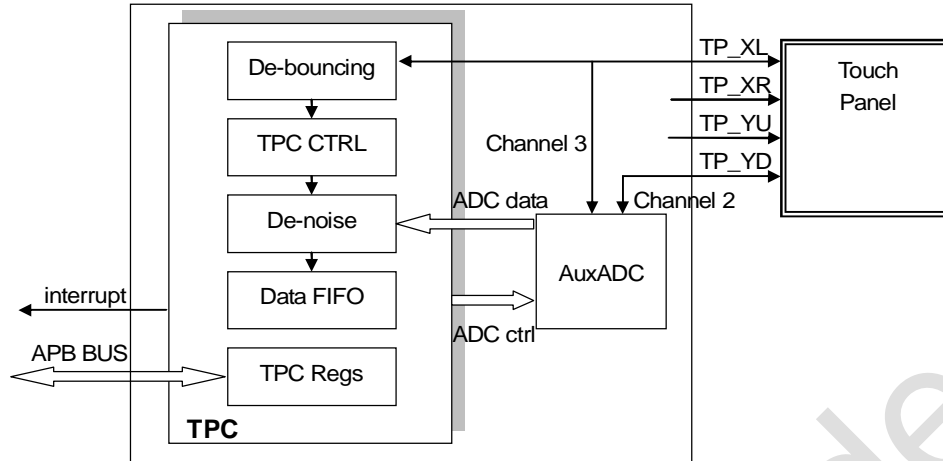 De-bouncing
TPC CTRL
De-noise
Data FIFO
TPC Regs
TPC
interrupt
APB BUS
ADC data
ADC ctrl
AuxADC
Channel 3
Channel 2
TP_XL
TP_XR
TP_YU
TP_YD
Touch
Panel